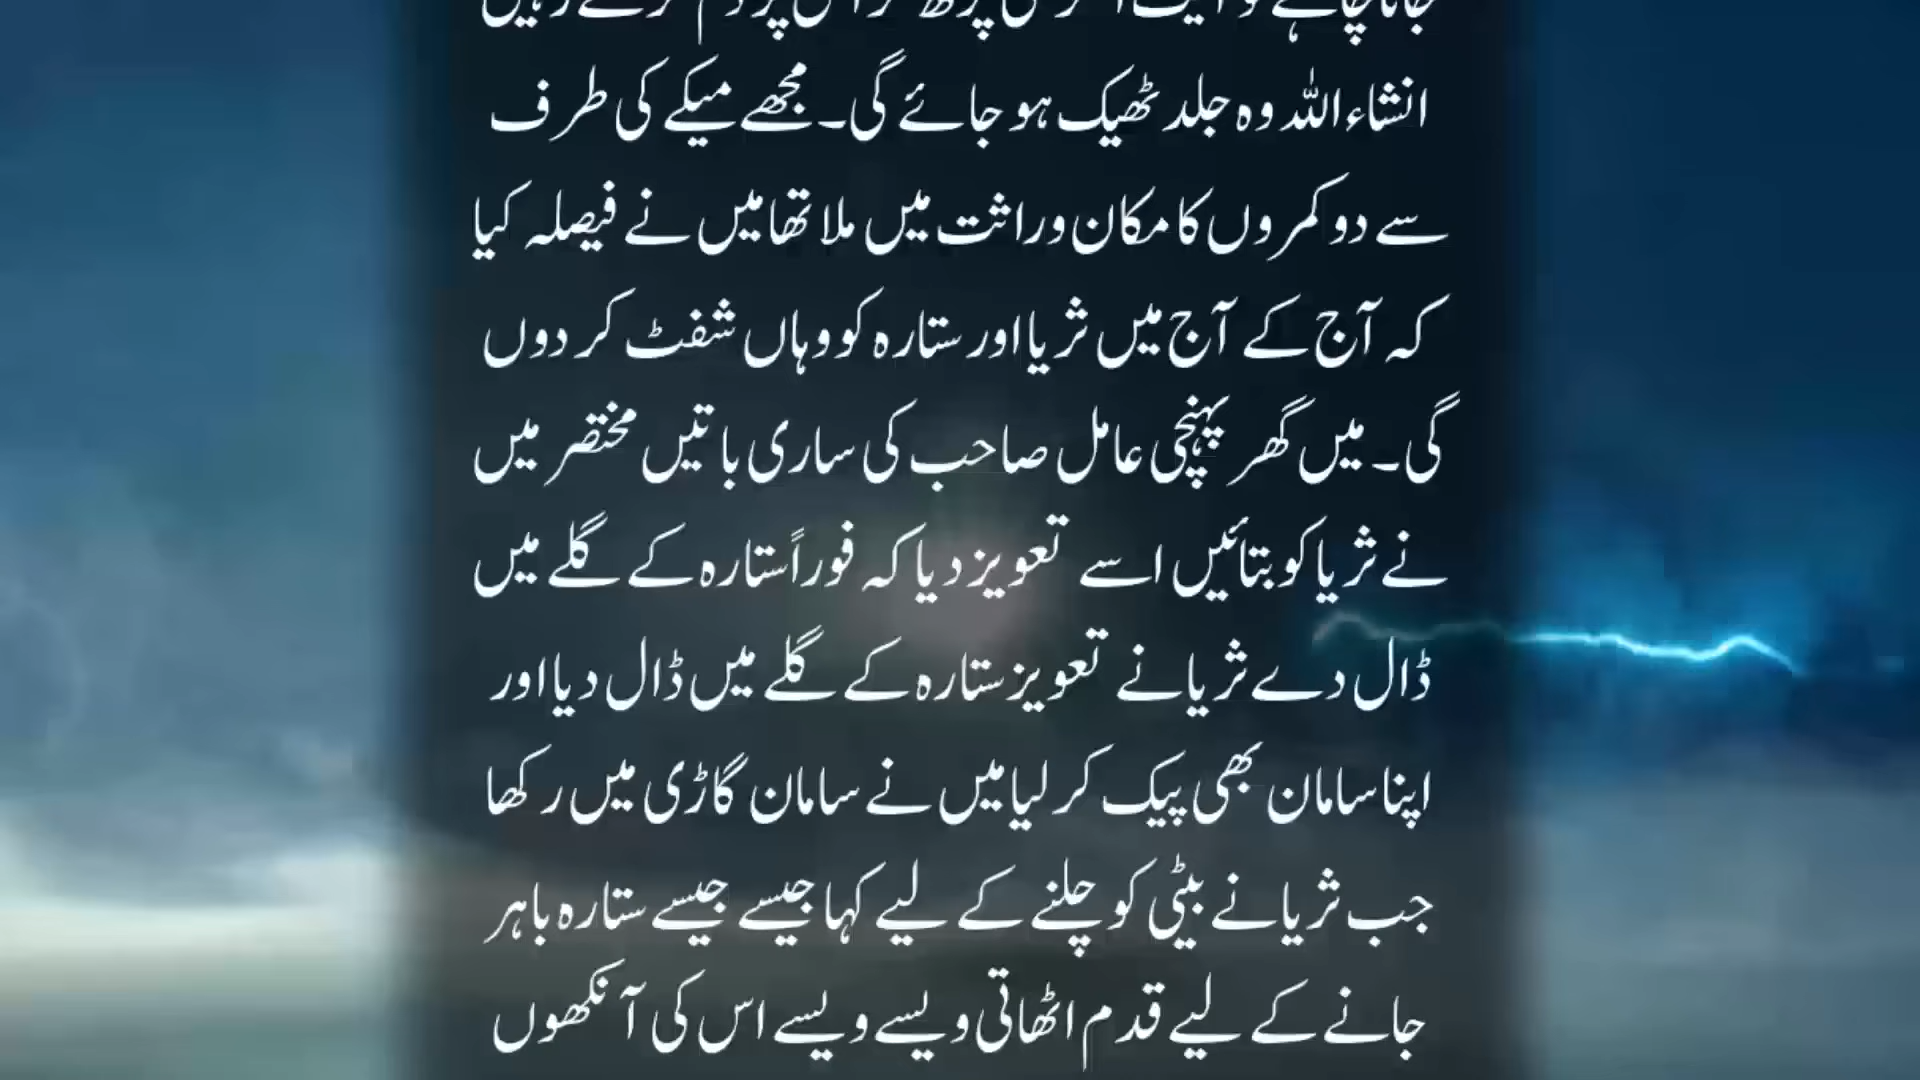 انشاءاللہ وہ جلد ٹھیک ہو جائے گی۔ مجھے میکے کی طرف
سے دو کمروں کا مکان وراثت میں ملا تھا میں نے فیصلہ کیا
کہ آج کے آج میں ثریا اور ستارہ کو وہاں شفٹ کر دوں
گی۔ میں گھر پہنچی عامل صاحب کی ساری باتیں مختصر میں
نے ثریا کو بتائیں اسے تعویز دیا کہ فوراً ستارہ کے گلے میں
ڈال دے ثریا نے تعویز ستارہ کے گلے میں ڈال دیا اور
اپنا سامان بھی پیک کر لیا میں نے سامان گاڑی میں رکھا
جب ثریا نے بیٹی کو چلنے کے لیے کہا جیسے جیسے ستارہ باہر
جانے کے لیے قدم اٹھاتی ویسے ویسے اس کی آنکھوں